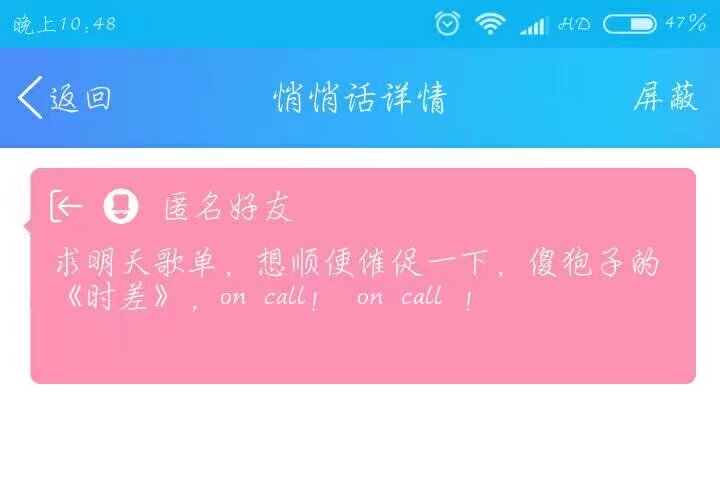 晚上10:48 HD 47%
返回 悄悄话详情 屏蔽
匿名好友
求明天歌单，想顺便催促一下，傻狍子的
《时差》，on call! on call !